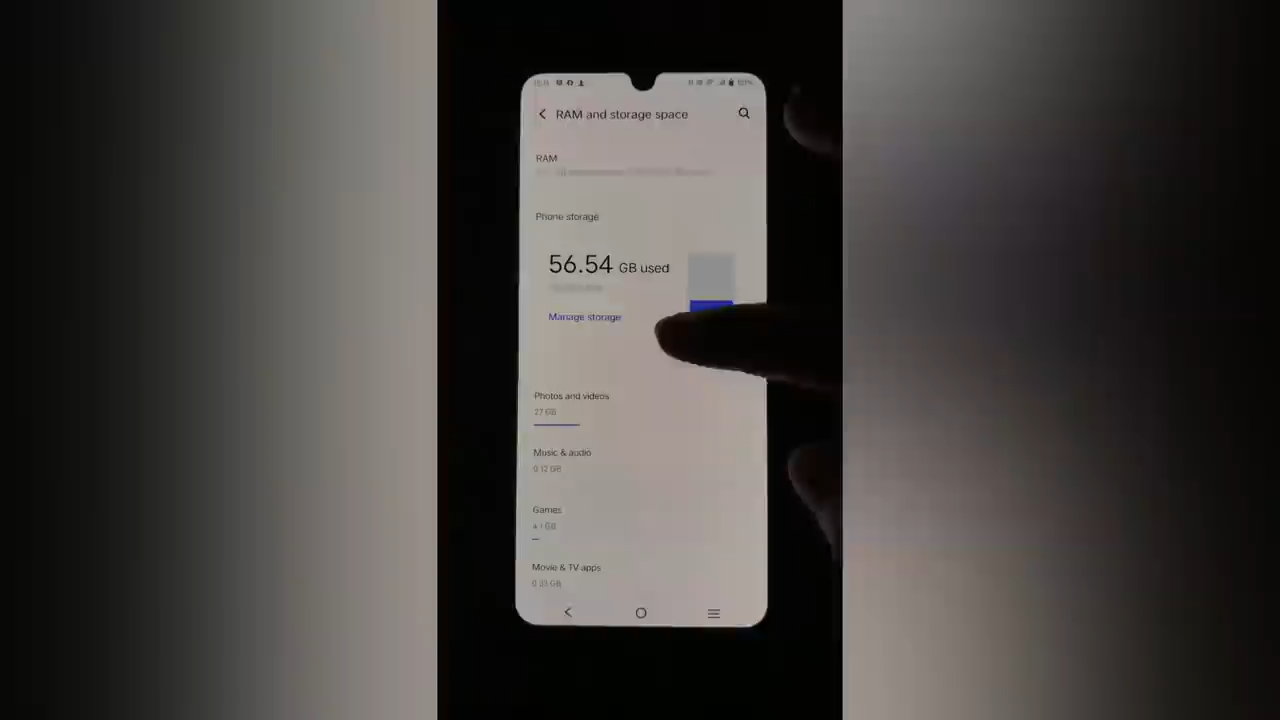 RAM and storage space
RAM
Phone storage
56.54 GB used
Manage storage
Photos and videos
27 GB
Music & audio
0.12 GB
Games
4.1 GB
Movie & TV apps
0.33 GB